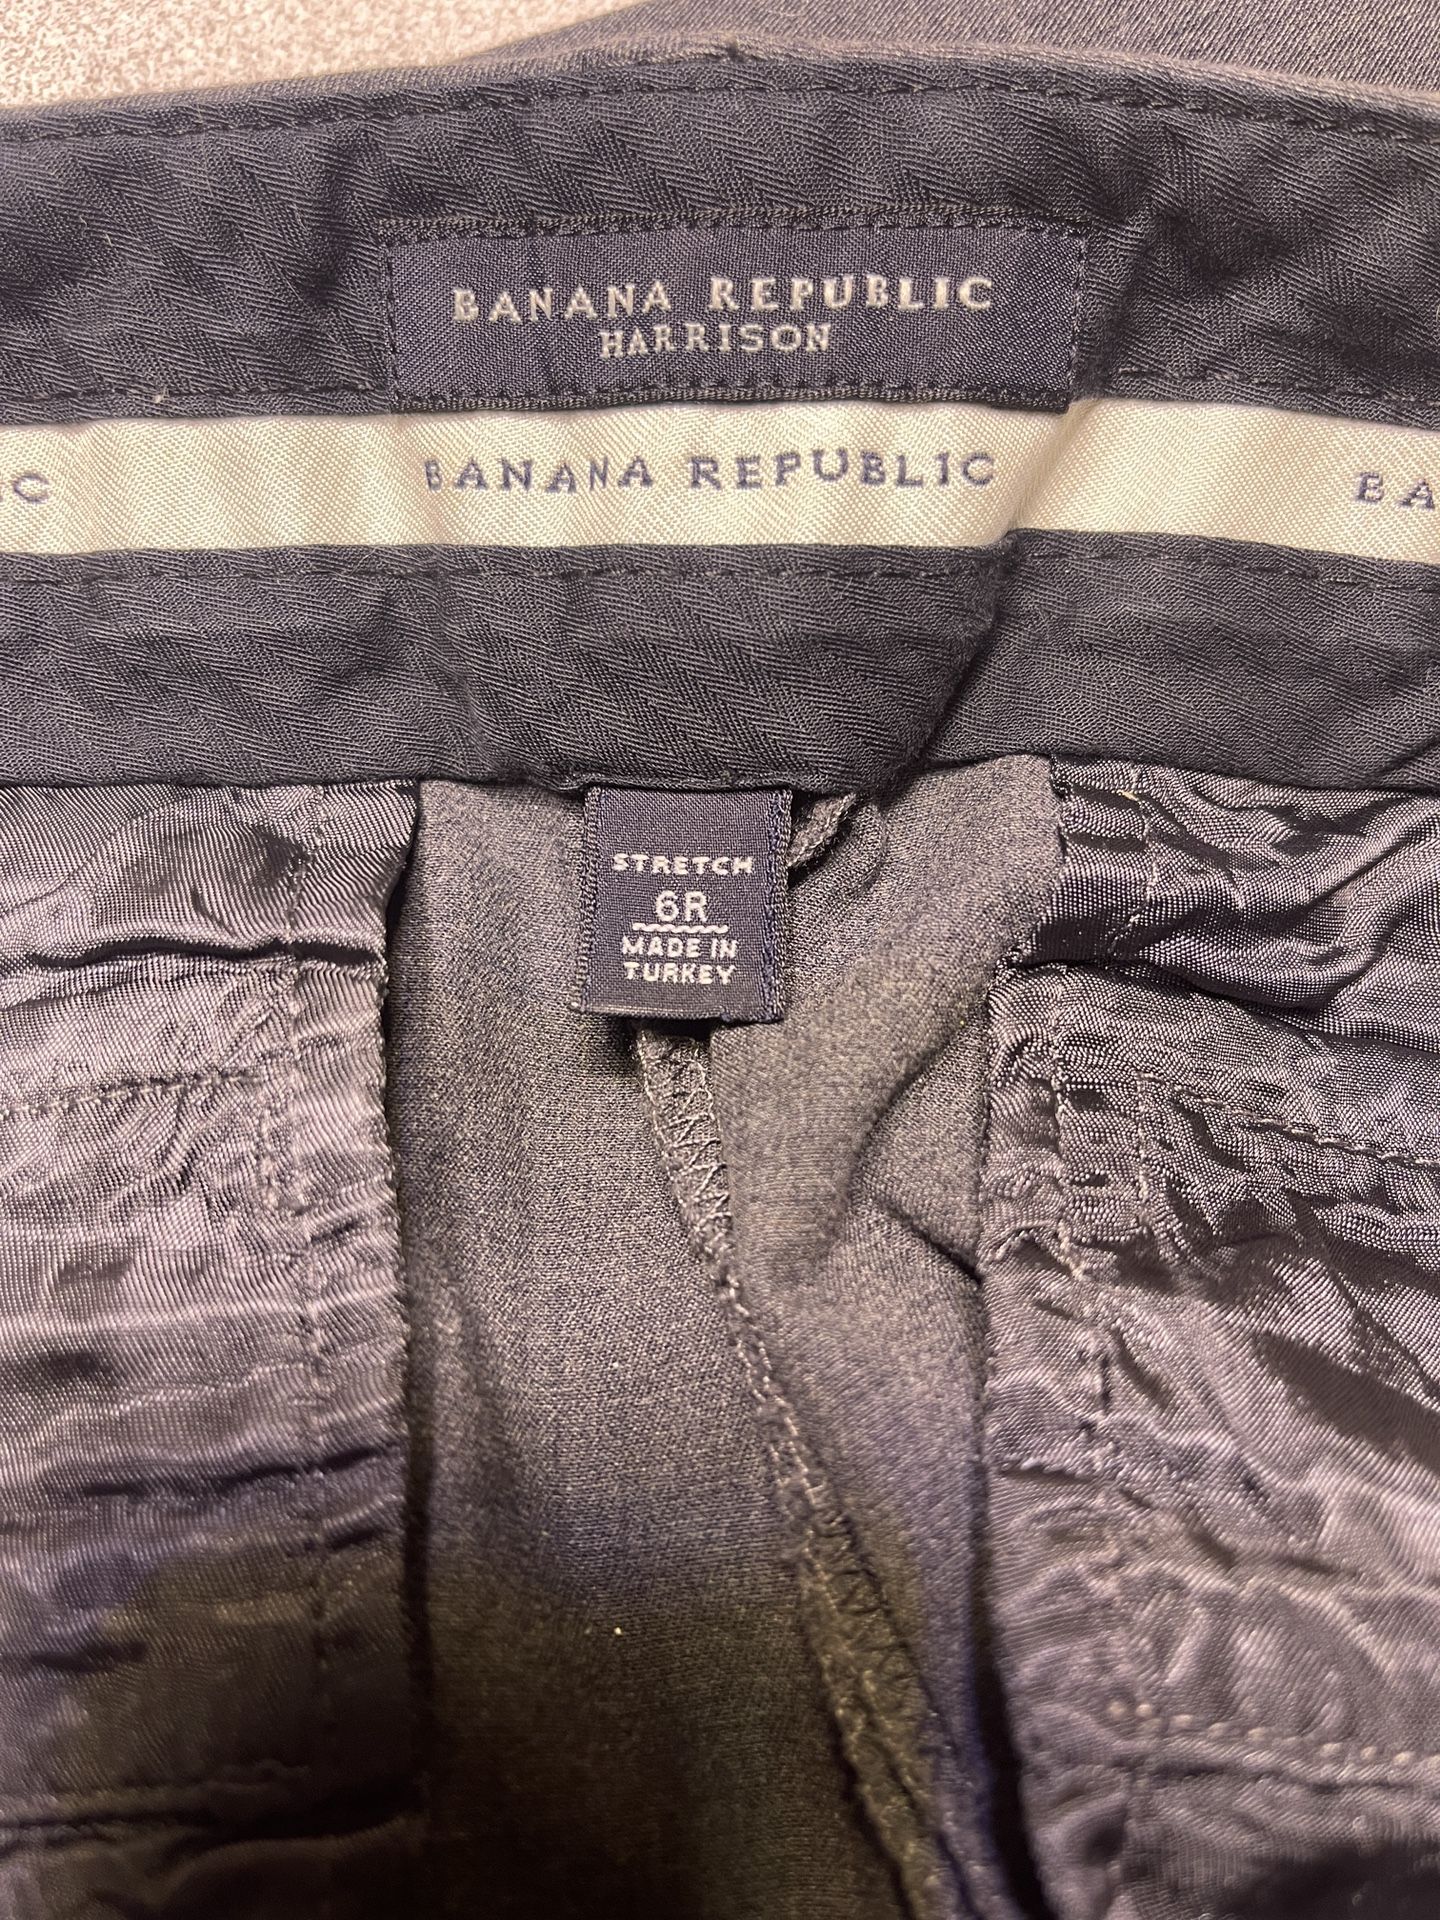 BANANA REPUBLIC
HARRISON
IC BANANA REPUBLIC BA
STRETCH
6R
MADE IN
TURKEY